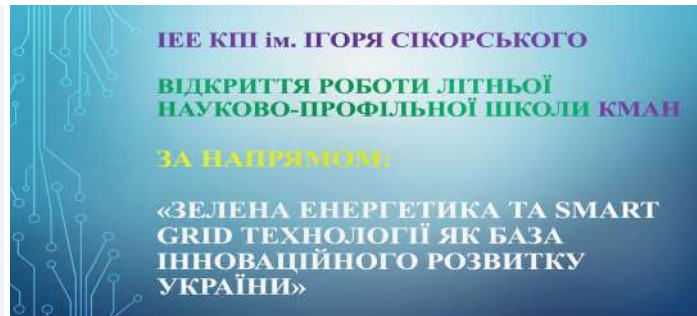 ІЕЕ КПІ ім. ІГОРЯ СІКОРСЬКОГО
ВІДКРИТТЯ РОБОТИ ЛІТНЬОЇ
НАУКОВО-ПРОФІЛЬНОЇ ШКОЛИ КМАН
ЗА НАПРЯМОМ:
«ЗЕЛЕНА ЕНЕРГЕТИКА ТА SMART
GRID ТЕХНОЛОГІЇ ЯК БАЗА
ІННОВАЦІЙНОГО РОЗВИТКУ
УКРАЇНИ»